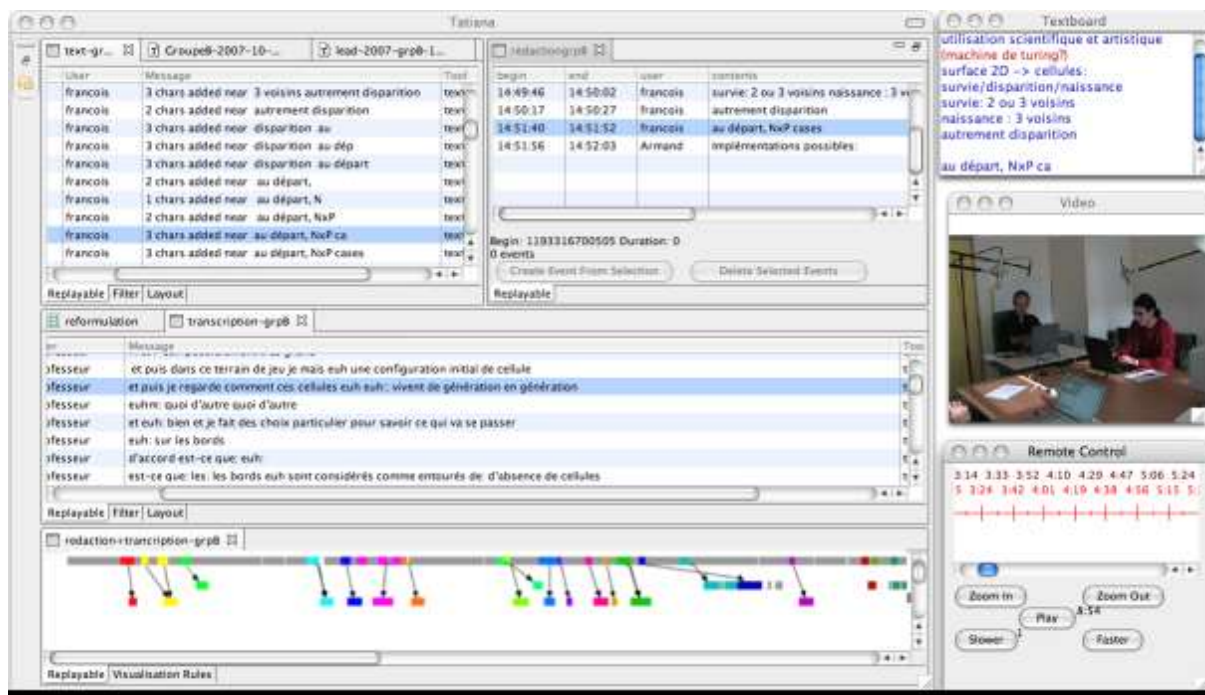 Tatiana
text-gr...
Groupe8-2007-10-...
lead-2007-grp8-1...
User Message Tool
francois 3 chars added near 3 voisins autrement disparition text
francois 2 chars added near autrement disparition text
francois 3 chars added near disparition au text
francois 3 chars added near disparition au dép text
francois 3 chars added near disparition au départ text
francois 2 chars added near au départ, text
francois 1 chars added near au départ, N text
francois 2 chars added near au départ, NxP text
francois 3 chars added near au départ, NxP ca text
francois 3 chars added near au départ, NxP cases text
Replayable Filter Layout
redactiongrp8
begin end user contents
14:49:46 14:50:02 francois survie: 2 ou 3 voisins naissance : 3 v
14:50:17 14:50:27 francois autrement disparition
14:51:40 14:51:52 francois au départ, NxP cases
14:51:56 14:52:03 Armand Implémentations possibles:
Begin: 1193316700505 Duration: 0
0 events
Create Event From Selection Delete Selected Events
Replayable
reformulation transcription-grp8
Message
ofesseur et puis dans ce terrain de jeu je mais euh une configuration initial de cellule
ofesseur et puis je regarde comment ces cellules euh euh: vivent de génération en génération
ofesseur euhm: quoi d'autre quoi d'autre
ofesseur et euh: bien et je fait des choix particulier pour savoir ce qui va se passer
ofesseur euh: sur les bords
ofesseur d'accord est-ce que: euh:
ofesseur est-ce que: les: les bords euh sont considérés comme entourés de: d'absence de cellules
Replayable Filter Layout
redaction+trancription-grp8
Replayable Visualisation Rules
Textboard
utilisation scientifique et artistique
(machine de turing?)
surface 2D -> cellules:
survie/disparition/naissance
survie: 2 ou 3 voisins
naissance : 3 voisins
autrement disparition
au départ, NxP ca
Video
Remote Control
3:14 3:33 3:52 4:10 4:29 4:47 5:06 5:24
5 3:24 3:42 4:01 4:19 4:38 4:56 5:15 5:
Zoom In Zoom Out
Play 8:54
Slower 1 Faster